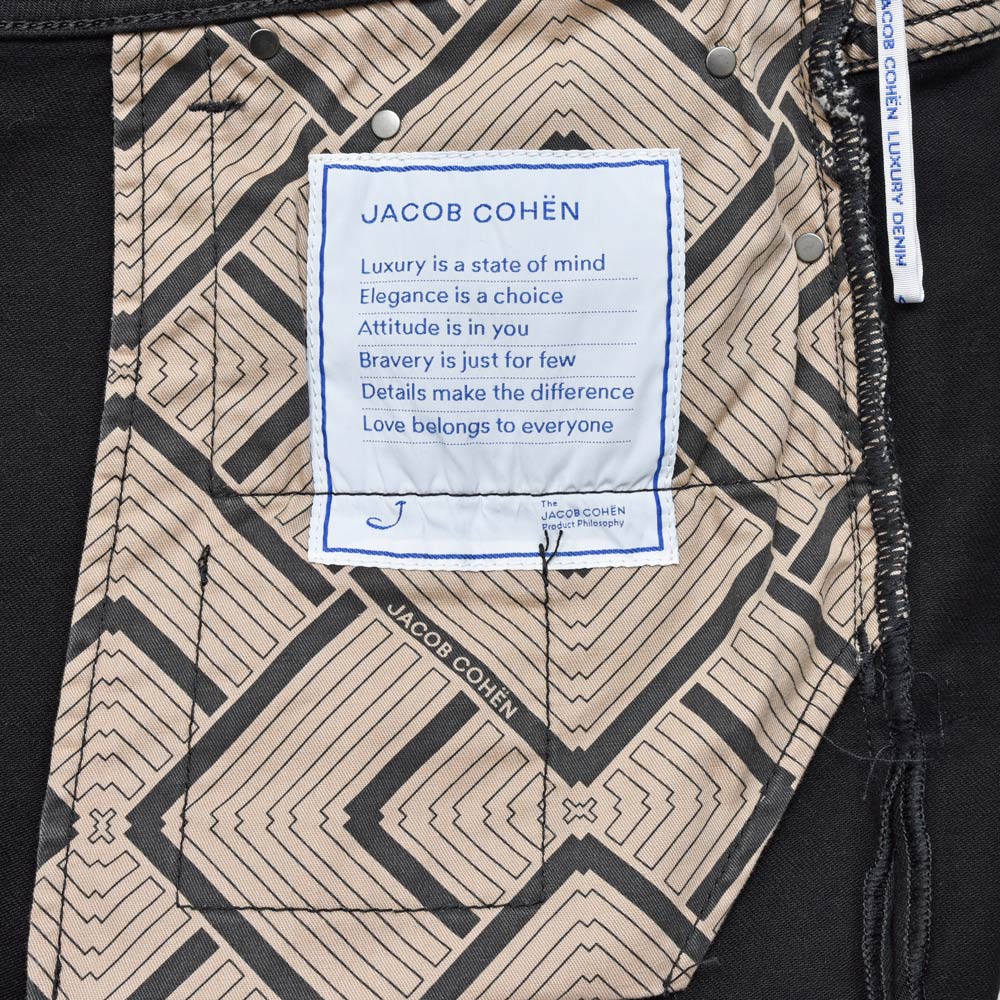 JACOB COHËN
Luxury is a state of mind
Elegance is a choice
Attitude is in you
Bravery is just for few
Details make the difference
Love belongs to everyone
J
The
JACOB COHËN
Product Philosophy
JACOB COHËN
JACOB COHËN LUXURY DENIM